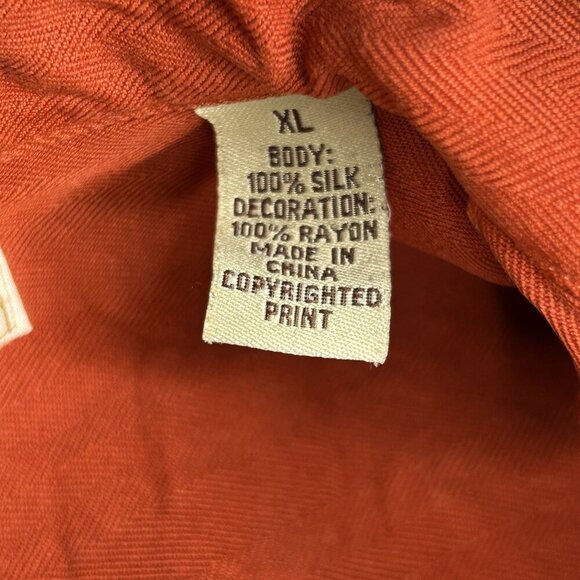 XL
BODY:
100% SILK
DECORATION:
100% RAYON
MADE IN
CHINA
COPYRIGHTED
PRINT